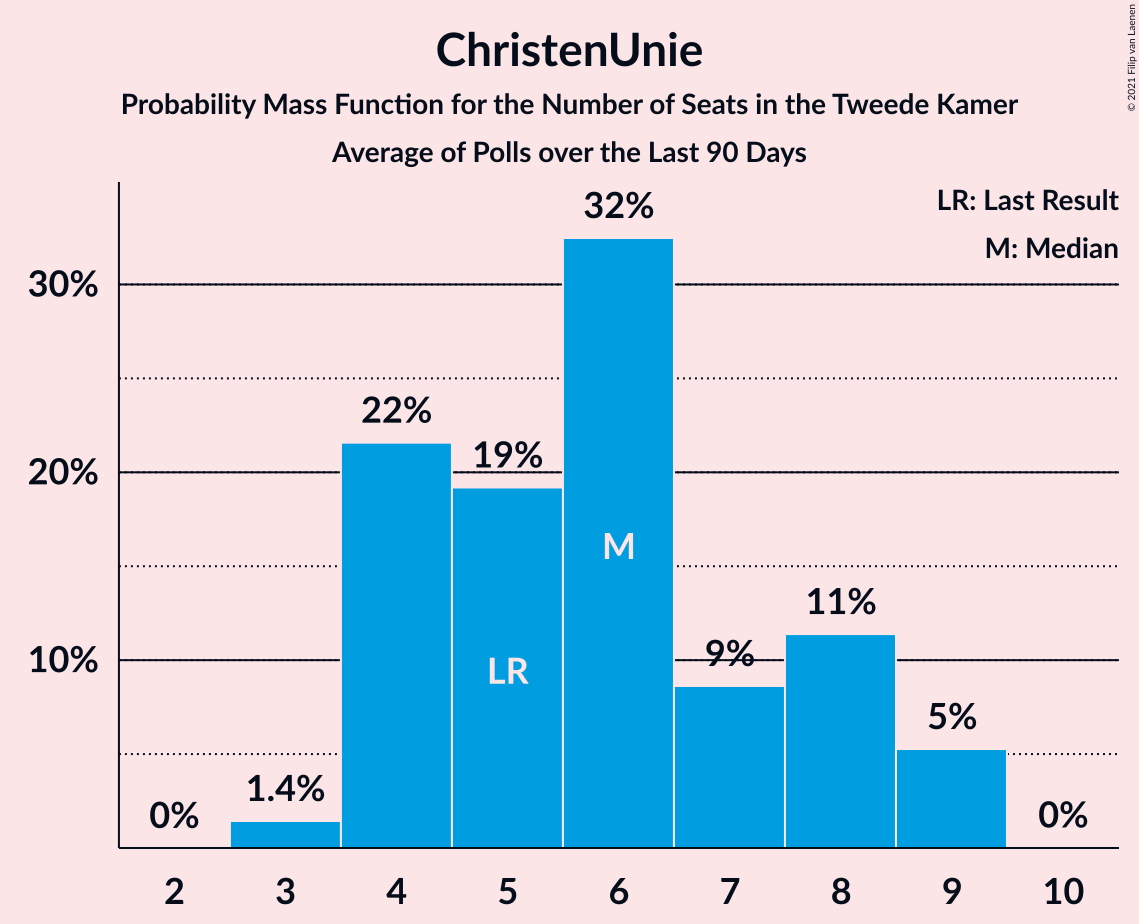 ChristenUnie
Probability Mass Function for the Number of Seats in the Tweede Kamer
Average of Polls over the Last 90 Days
© 2021 Filip van Laenen
LR: Last Result
M: Median
30%
20%
10%
0%
1.4%
22%
19%
32%
9%
11%
5%
0%
LR
M
2 3 4 5 6 7 8 9 10